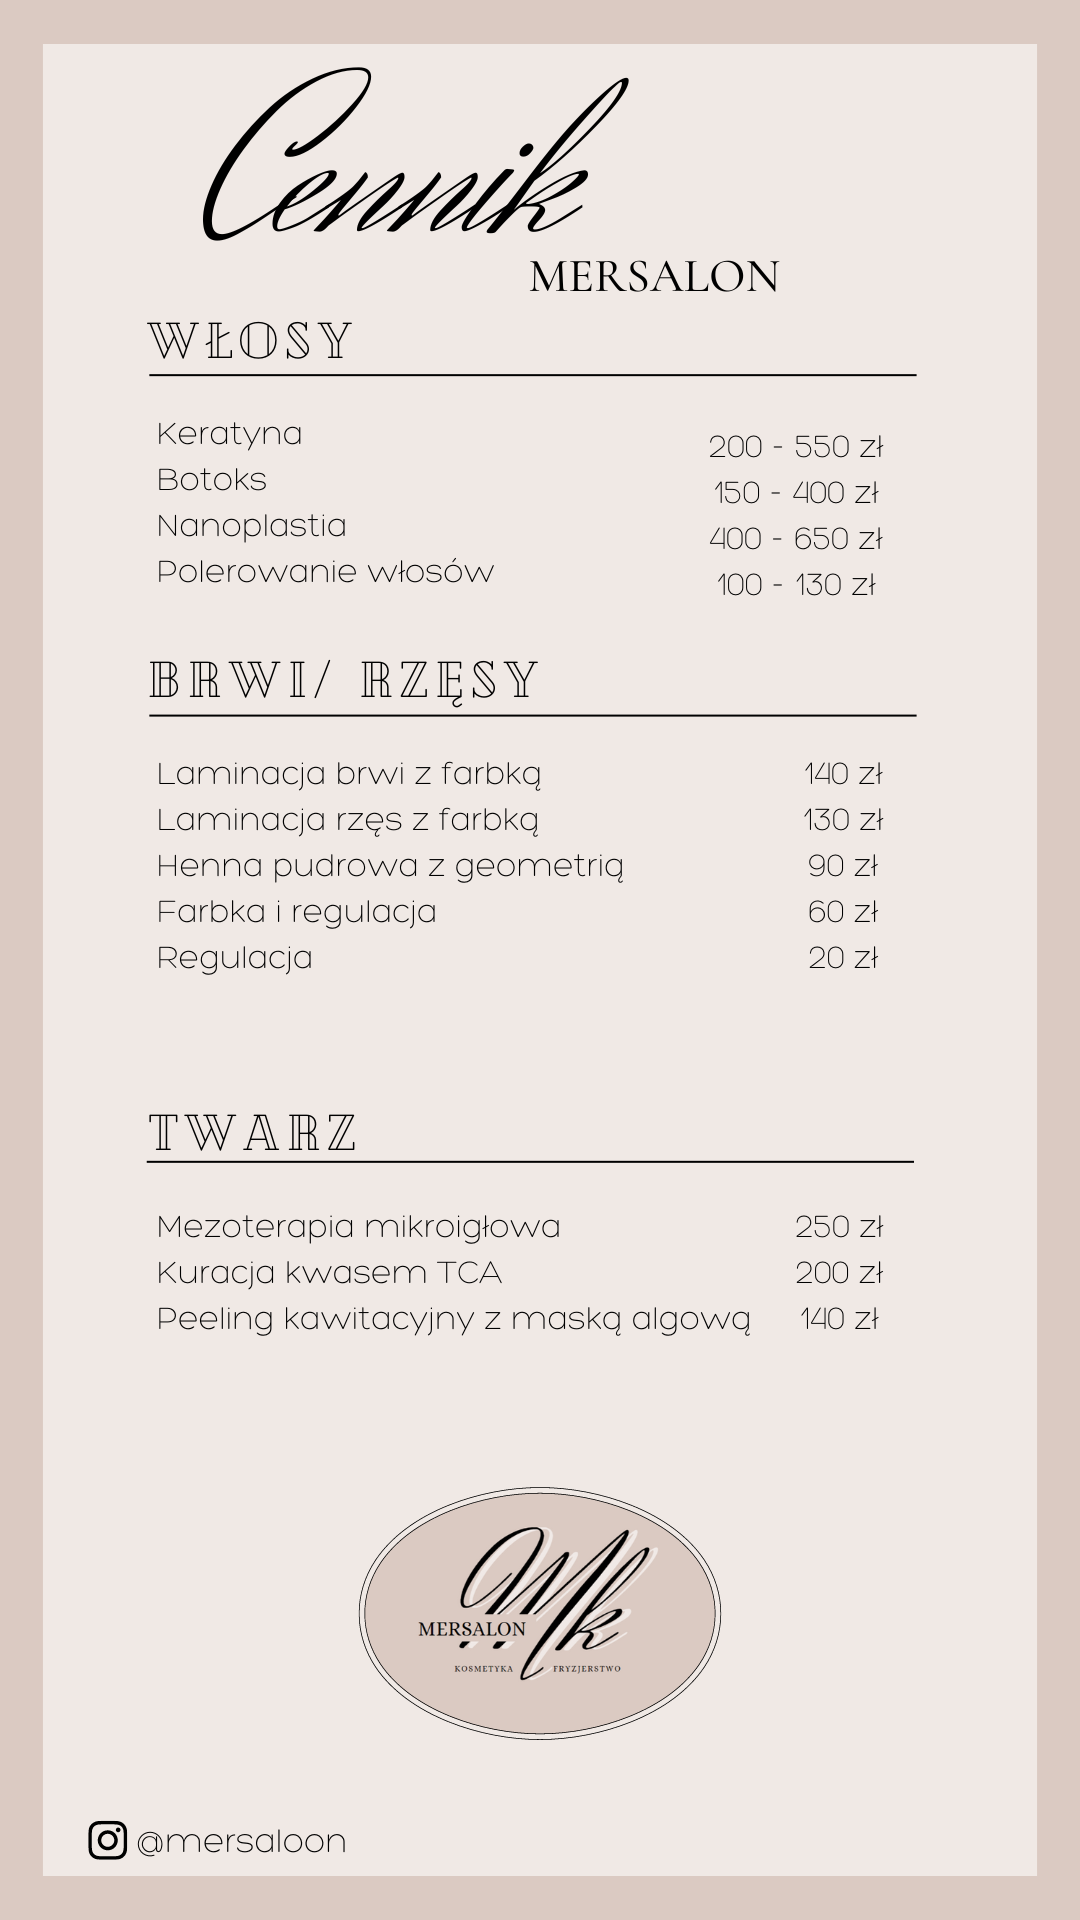 Cennik
MERSALON
WŁOSY
Keratyna 200 - 550 zł
Botoks 150 - 400 zł
Nanoplastia 400 - 650 zł
Polerowanie włosów 100 - 130 zł
BRWI/ RZĘSY
Laminacja brwi z farbką 140 zł
Laminacja rzęs z farbką 130 zł
Henna pudrowa z geometrią 90 zł
Farbka i regulacja 60 zł
Regulacja 20 zł
TWARZ
Mezoterapia mikroigłowa 250 zł
Kuracja kwasem TCA 200 zł
Peeling kawitacyjny z maską algową 140 zł
Mk
MERSALON
KOSMETYKA FRYZJERSTWO
@mersaloon